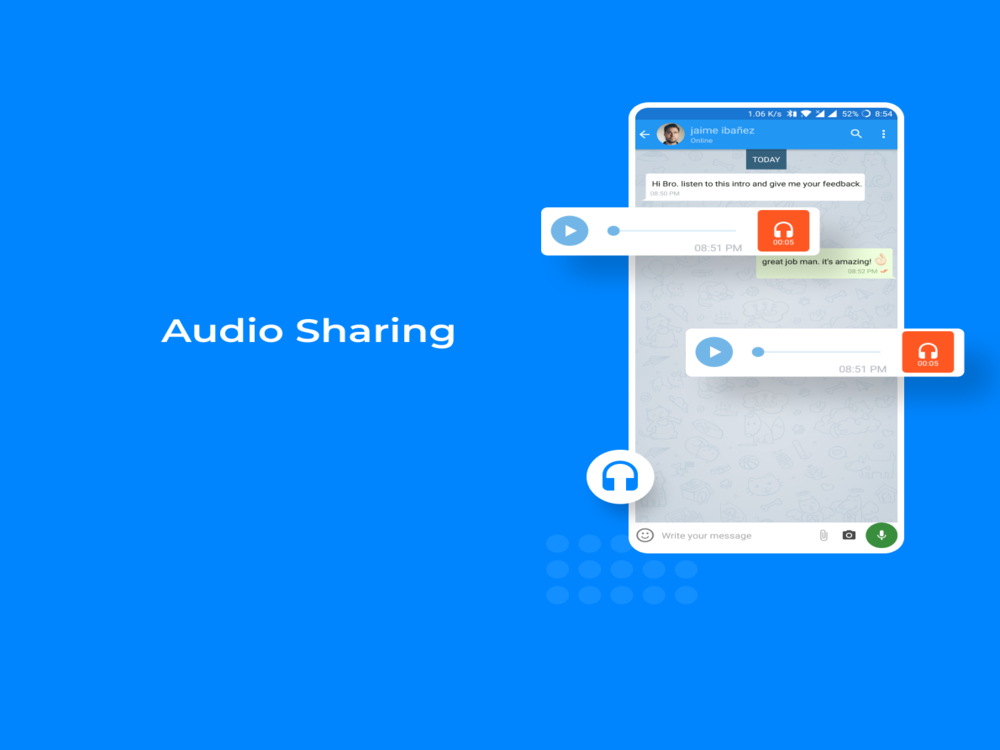 1.06 K/s 52% 8:54
jaime ibañez
Online
TODAY
Hi Bro. listen to this intro and give me your feedback.
08:50 PM
00:05
08:51 PM
great job man. it's amazing!
08:52 PM
Audio Sharing
00:05
08:51 PM
Write your message